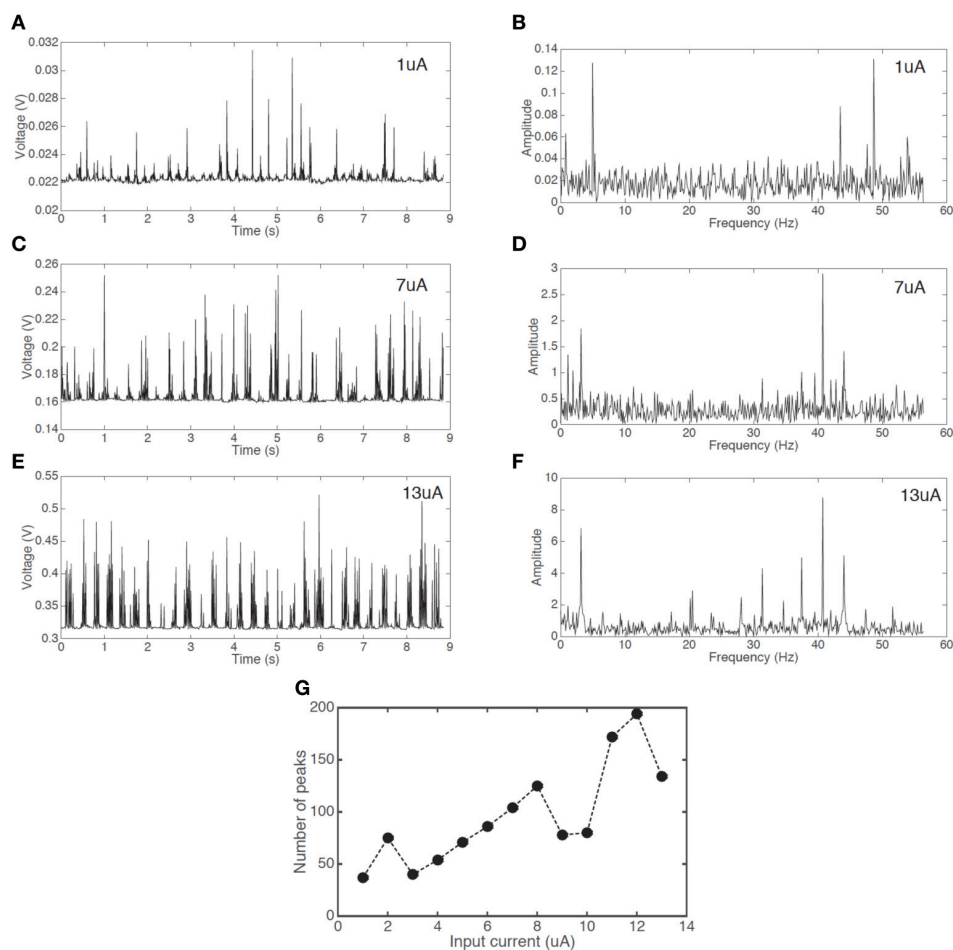 A
0.032
0.03
0.028
0.026
0.024
0.022
0.02
Voltage (V)
1uA
0 1 2 3 4 5 6 7 8 9
Time (s)
B
0.14
0.12
0.1
0.08
0.06
0.04
0.02
0
Amplitude
1uA
0 10 20 30 40 50 60
Frequency (Hz)
C
0.26
0.24
0.22
0.2
0.18
0.16
0.14
Voltage (V)
7uA
0 1 2 3 4 5 6 7 8 9
Time (s)
D
3
2.5
2
1.5
1
0.5
0
Amplitude
7uA
0 10 20 30 40 50 60
Frequency (Hz)
E
0.55
0.5
0.45
0.4
0.35
0.3
Voltage (V)
13uA
0 1 2 3 4 5 6 7 8 9
Time (s)
F
10
8
6
4
2
0
Amplitude
13uA
0 10 20 30 40 50 60
Frequency (Hz)
G
200
150
100
50
0
Number of peaks
0 2 4 6 8 10 12 14
Input current (uA)